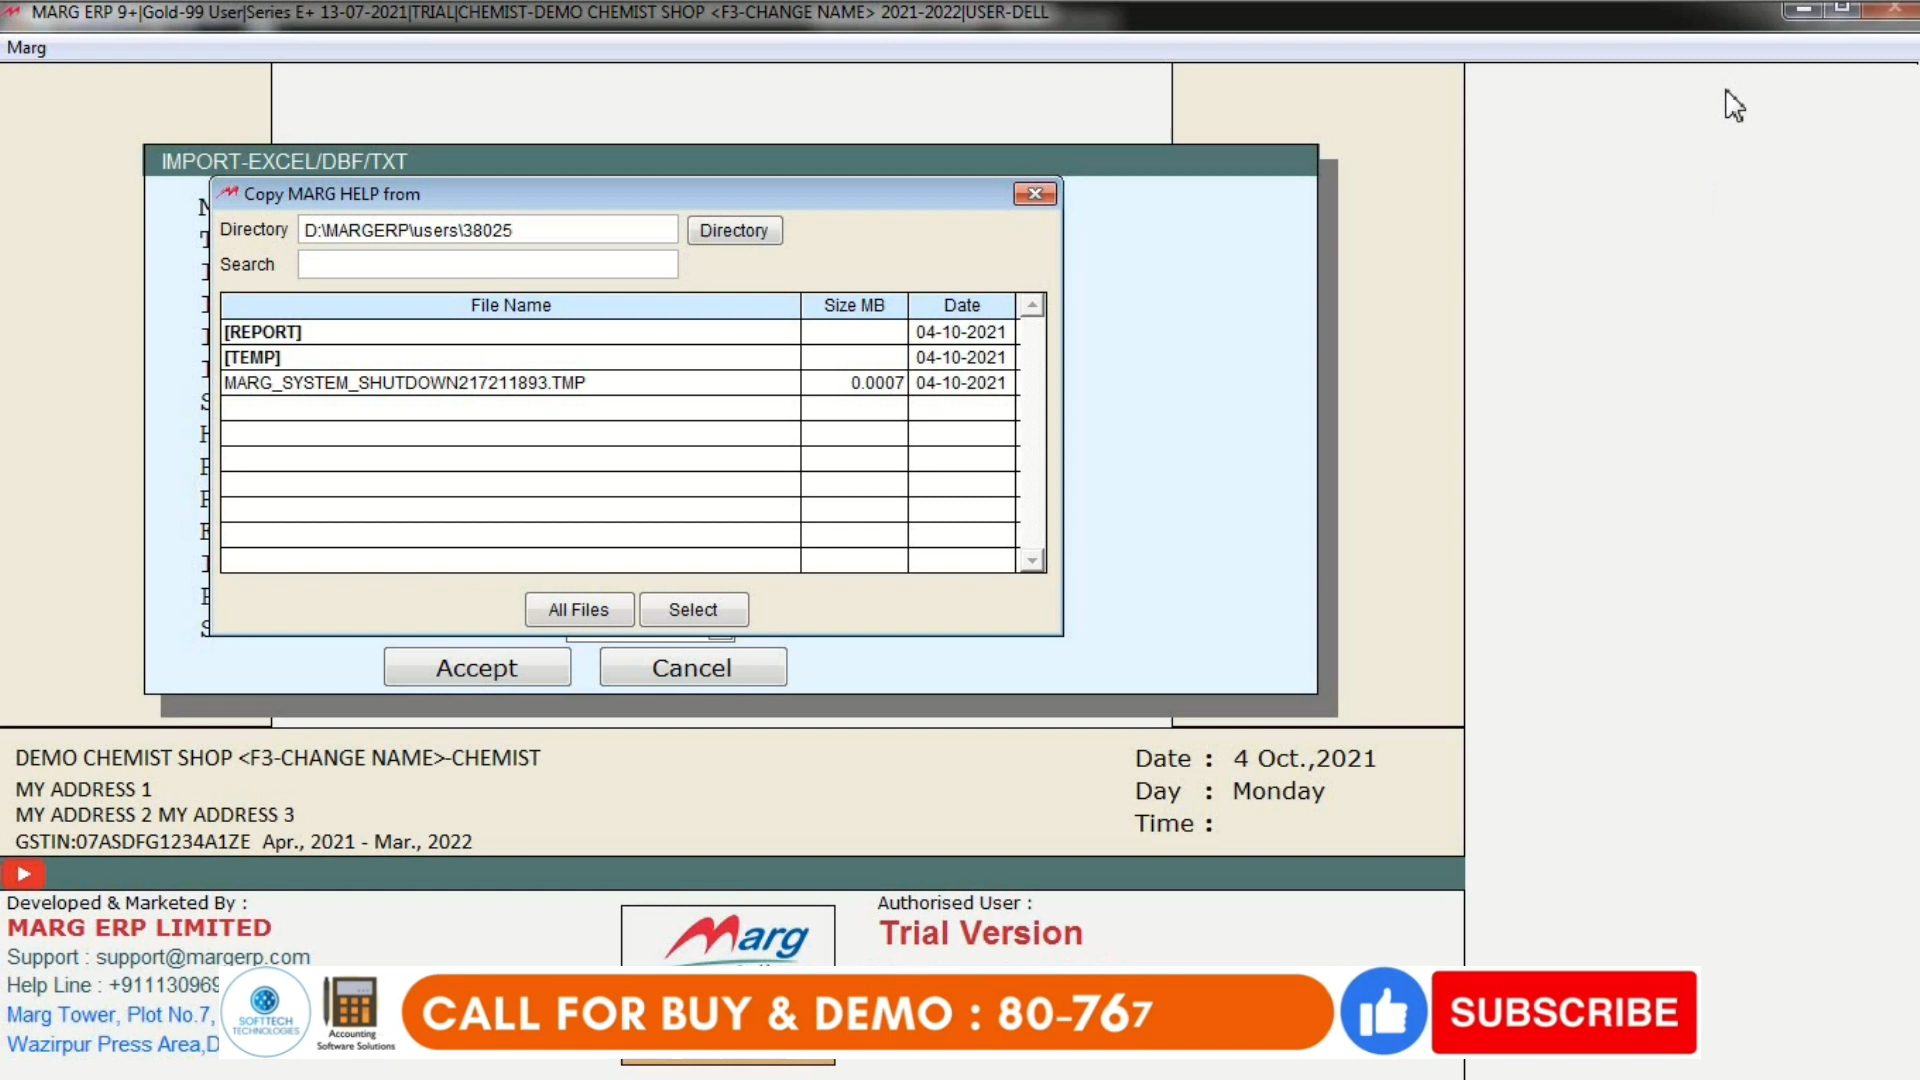 MARG ERP 9+|Gold-99 User|Series E+ 13-07-2021|TRIAL|CHEMIST-DEMO CHEMIST SHOP <F3-CHANGE NAME> 2021-2022|USER-DELL
Marg
IMPORT-EXCEL/DBF/TXT
Copy MARG HELP from
Directory D:\MARGERP\users\38025 Directory
Search
File Name Size MB Date
[REPORT] 04-10-2021
[TEMP] 04-10-2021
MARG_SYSTEM_SHUTDOWN217211893.TMP 0.0007 04-10-2021
All Files Select
Accept Cancel
DEMO CHEMIST SHOP <F3-CHANGE NAME>-CHEMIST
MY ADDRESS 1
MY ADDRESS 2 MY ADDRESS 3
GSTIN:07ASDFG1234A1ZE Apr., 2021 - Mar., 2022
Date : 4 Oct.,2021
Day : Monday
Time :
Developed & Marketed By :
MARG ERP LIMITED
Support : support@margerp.com
Help Line : +911130969
Marg Tower, Plot No.7,
Wazirpur Press Area,D
Marg
Authorised User :
Trial Version
SOFTTECH
TECHNOLOGIES
Accounting
Software Solutions
CALL FOR BUY & DEMO : 80-767
SUBSCRIBE